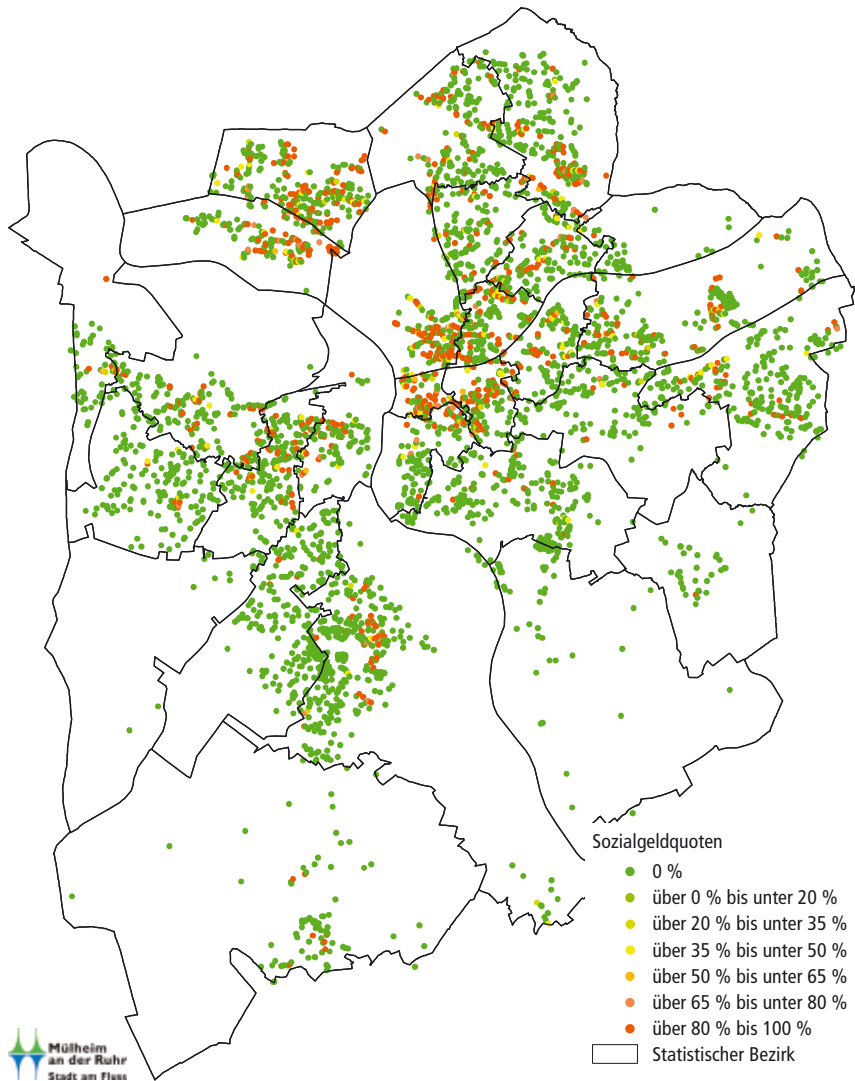 Sozialgeldquoten
0 %
über 0 % bis unter 20 %
über 20 % bis unter 35 %
über 35 % bis unter 50 %
über 50 % bis unter 65 %
über 65 % bis unter 80 %
über 80 % bis 100 %
Statistischer Bezirk
Mülheim
an der Ruhr
Stadt am Fluss